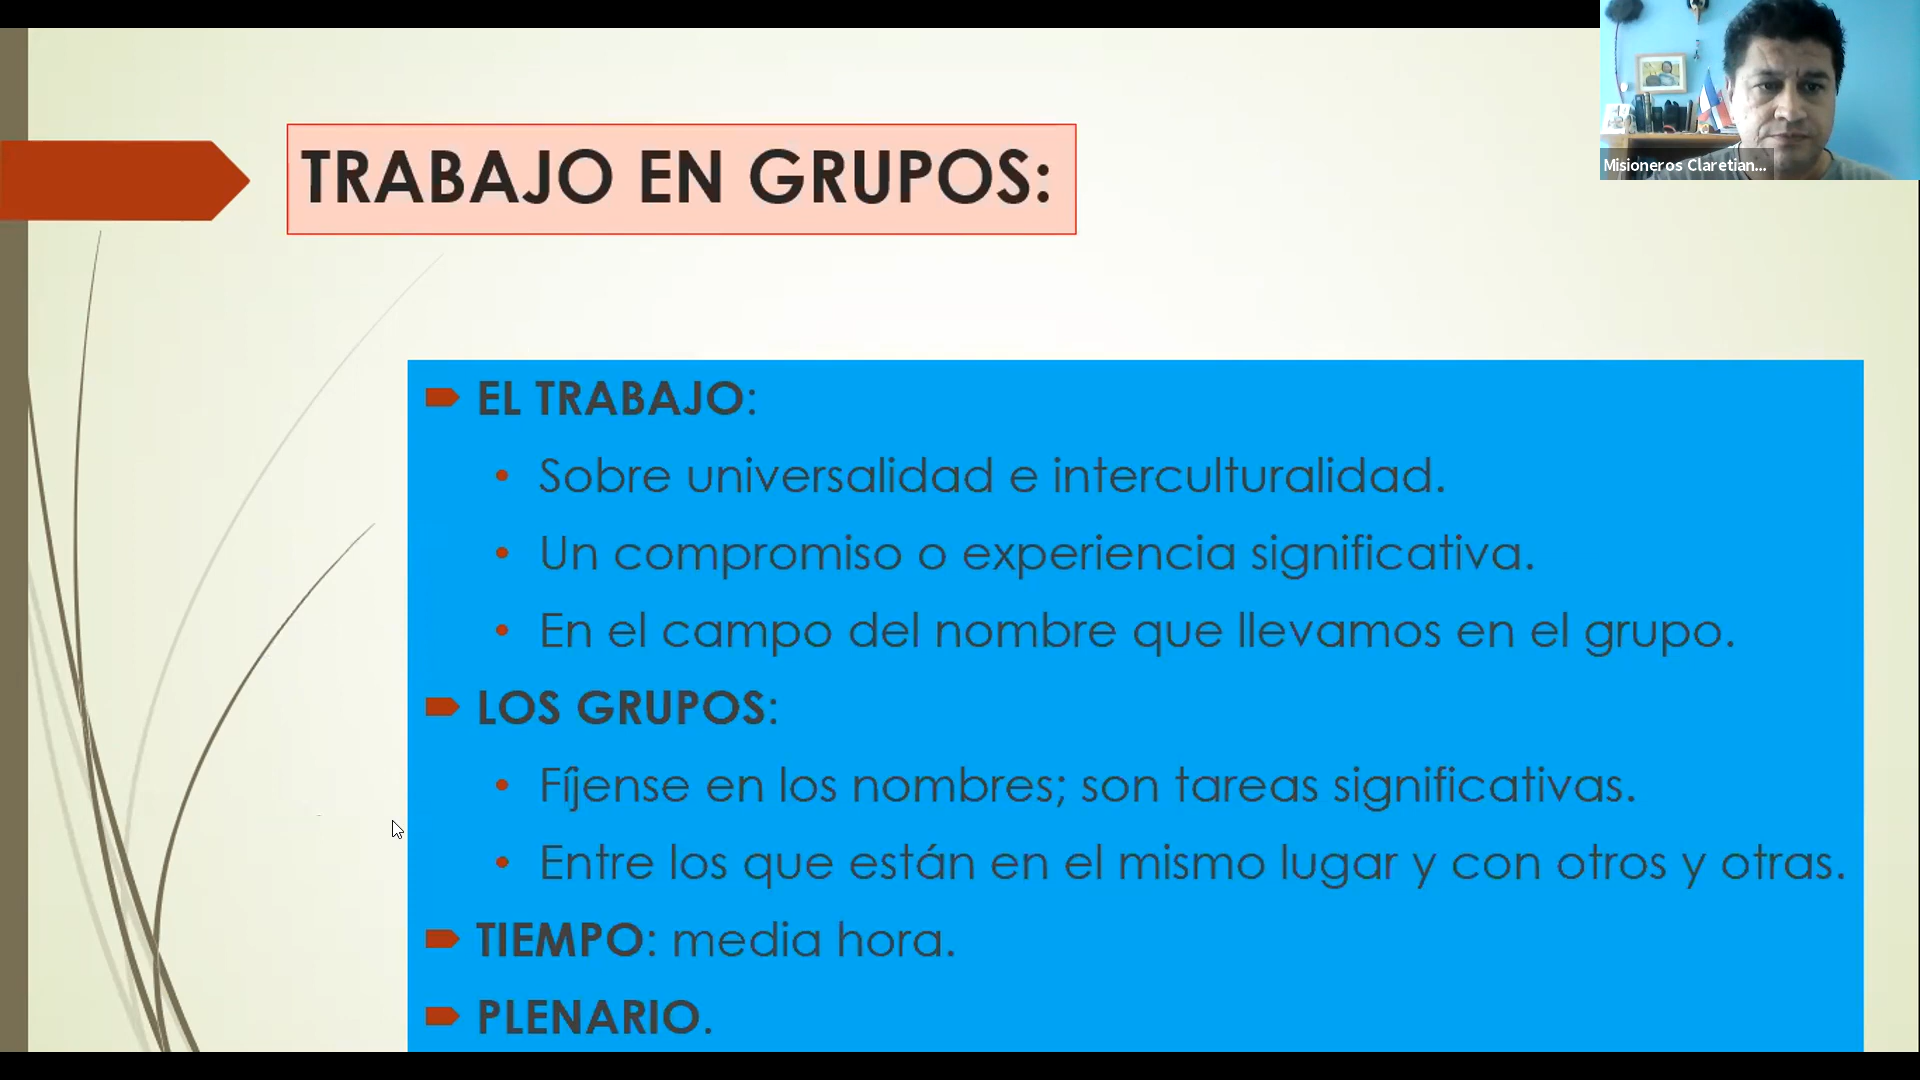 Misioneros Claretian...
TRABAJO EN GRUPOS:
EL TRABAJO:
Sobre universalidad e interculturalidad.
Un compromiso o experiencia significativa.
En el campo del nombre que llevamos en el grupo.
LOS GRUPOS:
Fíjense en los nombres; son tareas significativas.
Entre los que están en el mismo lugar y con otros y otras.
TIEMPO: media hora.
PLENARIO.